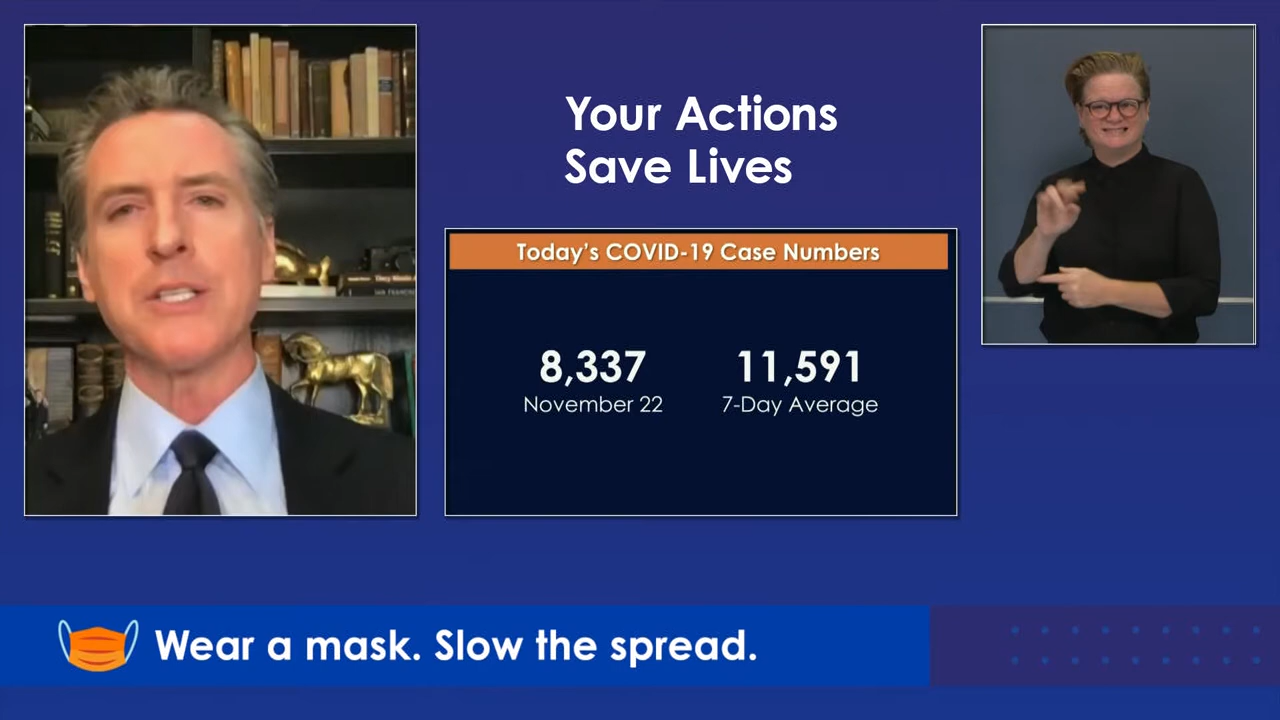 Your Actions
Save Lives
Today's COVID-19 Case Numbers
8,337
November 22
11,591
7-Day Average
Wear a mask. Slow the spread.